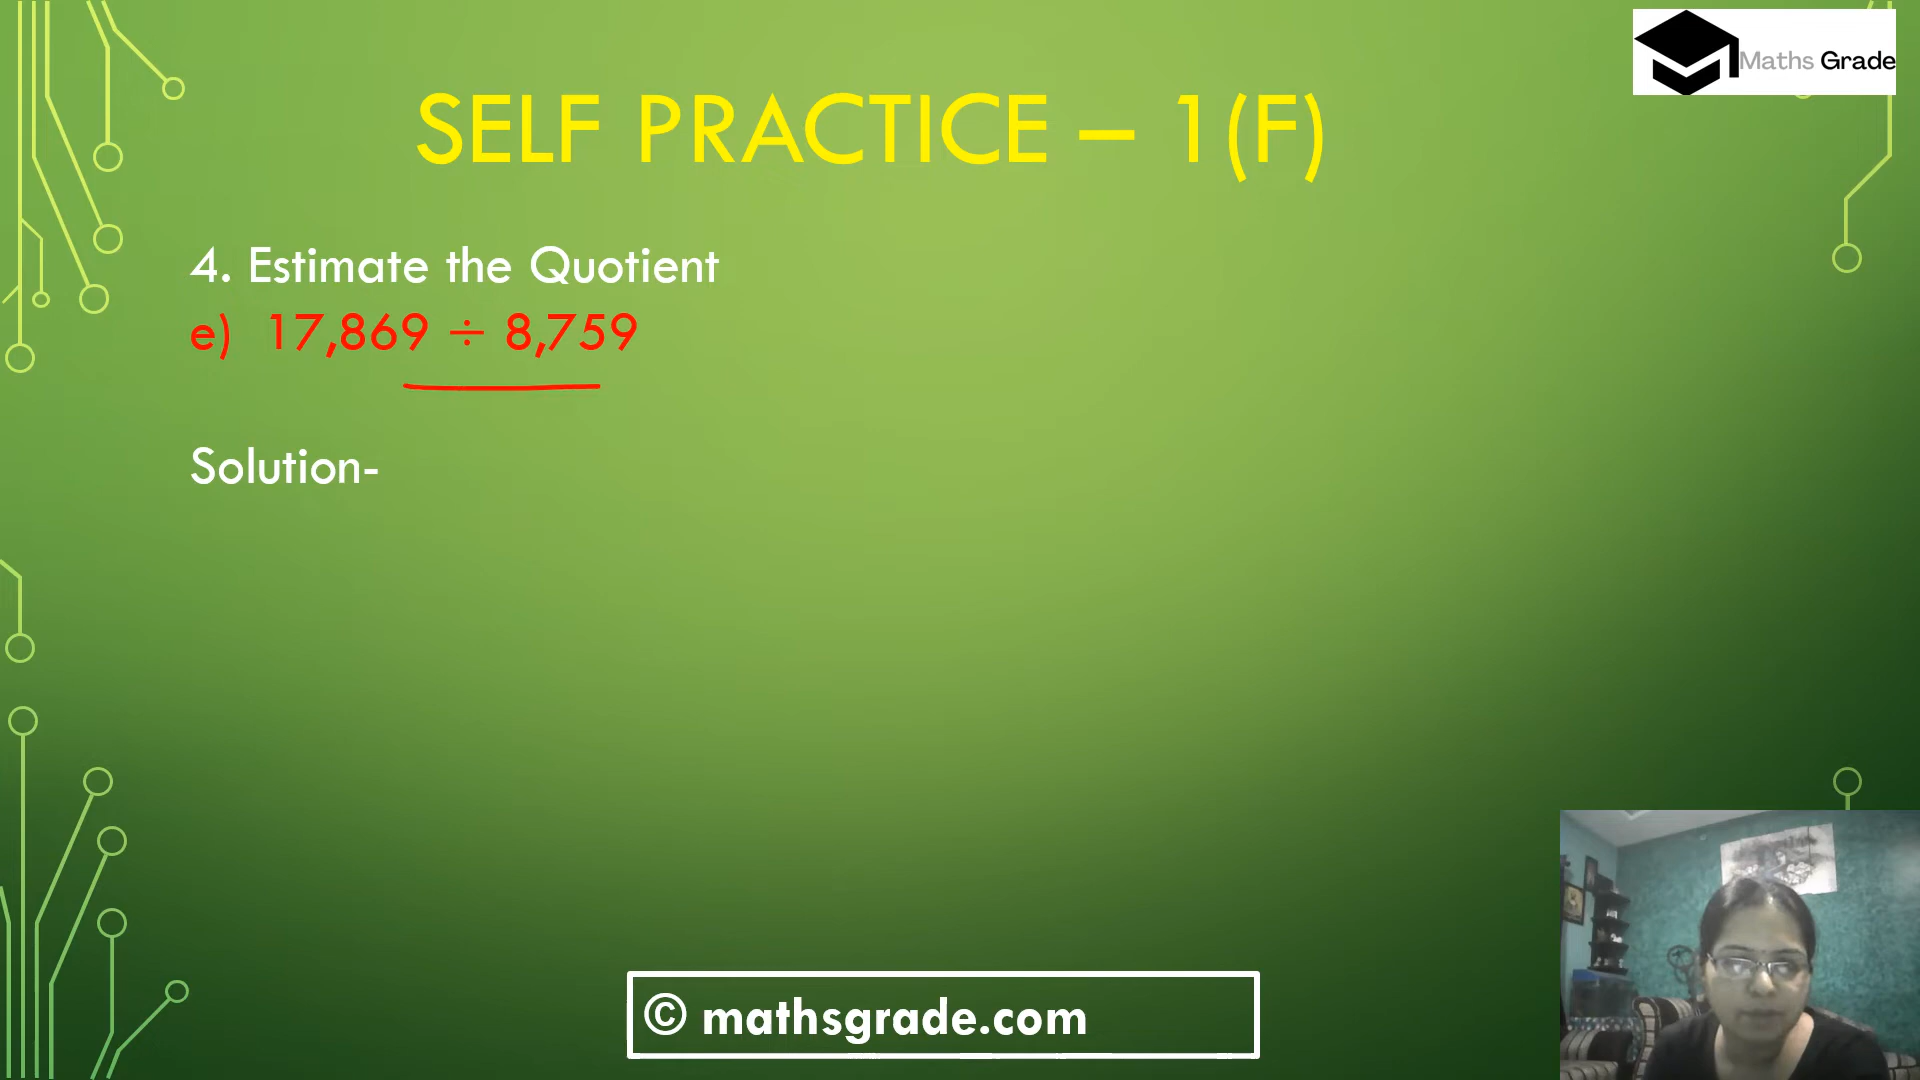 Maths Grade
SELF PRACTICE – 1(F)
4. Estimate the Quotient
e) 17,869 ÷ 8,759
Solution-
© mathsgrade.com